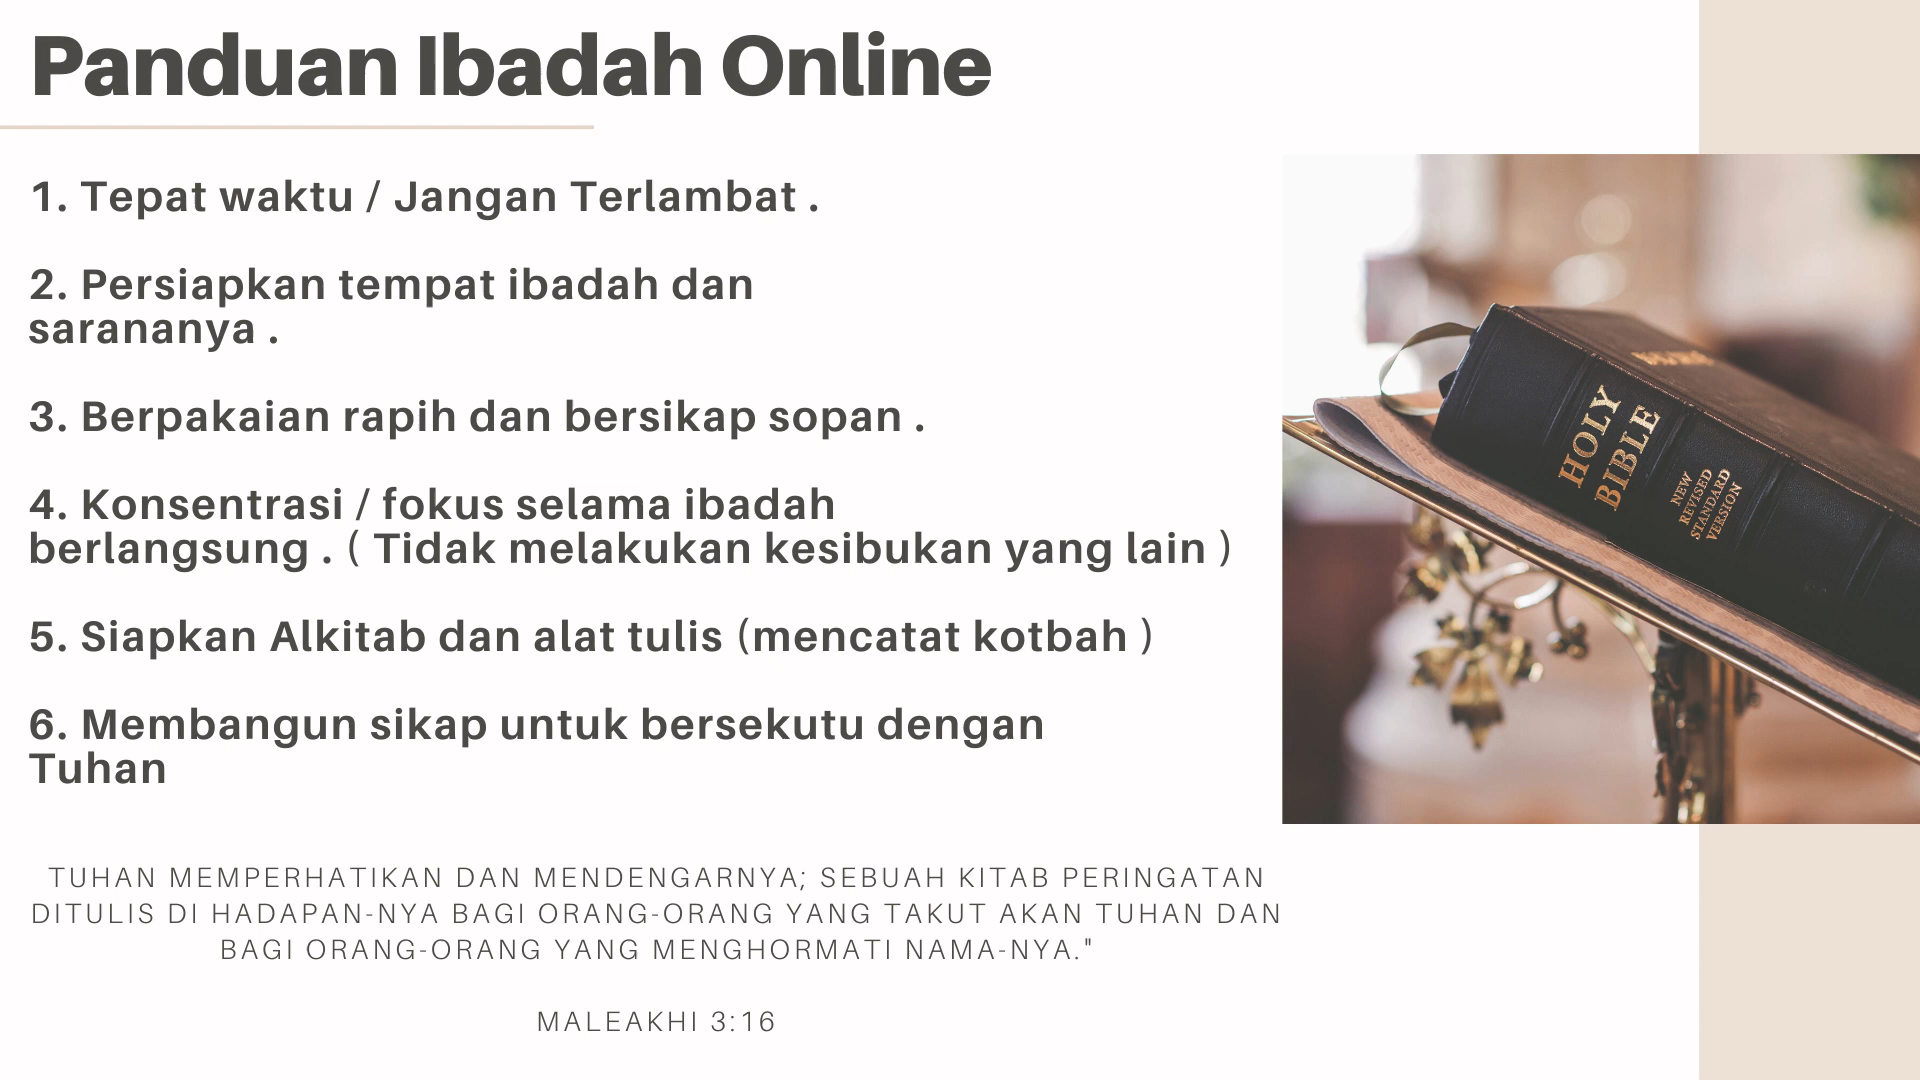 Panduan Ibadah Online
1. Tepat waktu / Jangan Terlambat .
2. Persiapkan tempat ibadah dan
sarananya .
3. Berpakaian rapih dan bersikap sopan .
4. Konsentrasi / fokus selama ibadah
berlangsung . ( Tidak melakukan kesibukan yang lain )
5. Siapkan Alkitab dan alat tulis (mencatat kotbah )
6. Membangun sikap untuk bersekutu dengan
Tuhan
TUHAN MEMPERHATIKAN DAN MENDENGARNYA; SEBUAH KITAB PERINGATAN
DITULIS DI HADAPAN-NYA BAGI ORANG-ORANG YANG TAKUT AKAN TUHAN DAN
BAGI ORANG-ORANG YANG MENGHORMATI NAMA-NYA."
MALEAKHI 3:16
HOLY
BIBLE
NEW
REVISED
STANDARD
VERSION